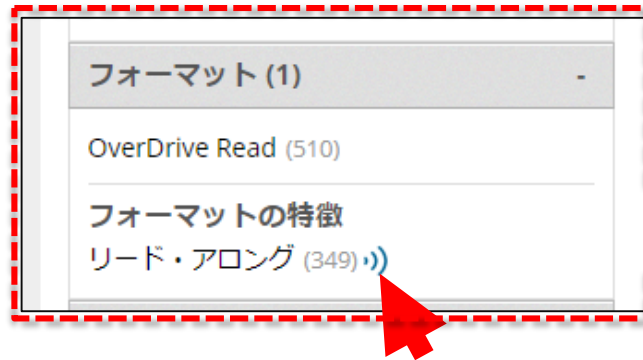 フォーマット (1) -
OverDrive Read (510)
フォーマットの特徴
リード・アロング (349)